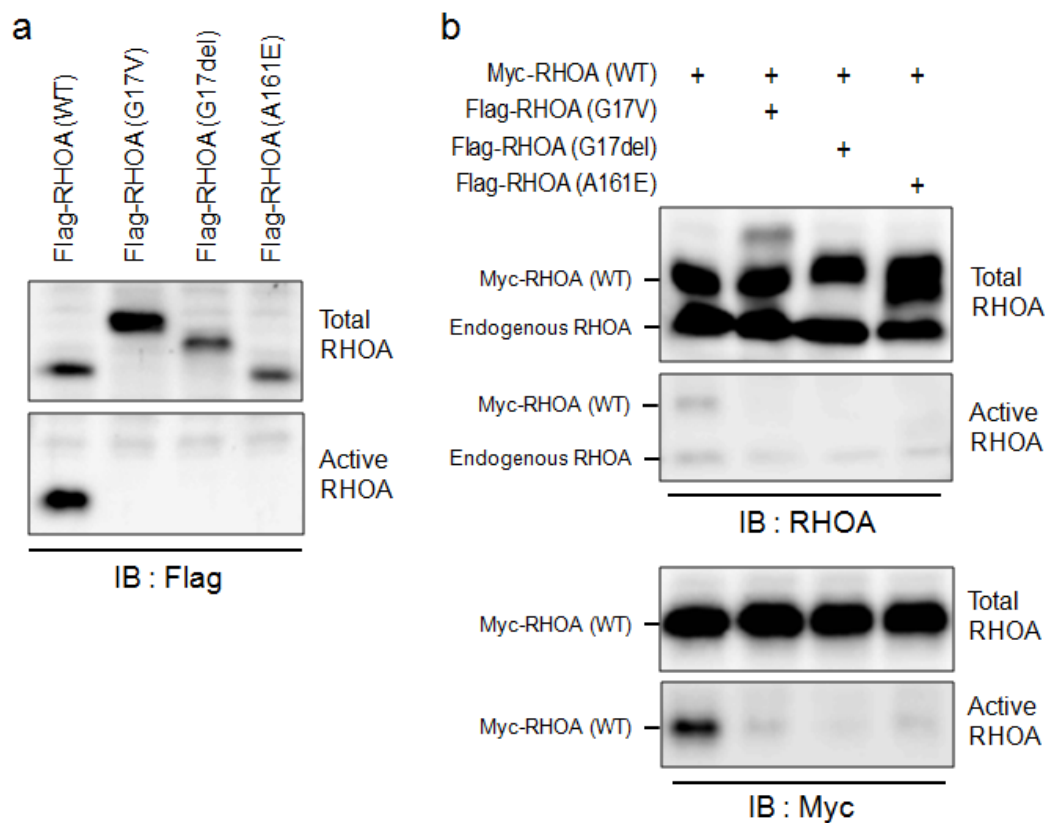 a
Flag-RHOA (WT)
Flag-RHOA (G17V)
Flag-RHOA (G17del)
Flag-RHOA (A161E)
Total
RHOA
Active
RHOA
IB : Flag
b
Myc-RHOA (WT) + + + +
Flag-RHOA (G17V) +
Flag-RHOA (G17del) +
Flag-RHOA (A161E) +
Myc-RHOA (WT)
Endogenous RHOA
Total
RHOA
Myc-RHOA (WT)
Endogenous RHOA
Active
RHOA
IB : RHOA
Myc-RHOA (WT)
Total
RHOA
Myc-RHOA (WT)
Active
RHOA
IB : Myc